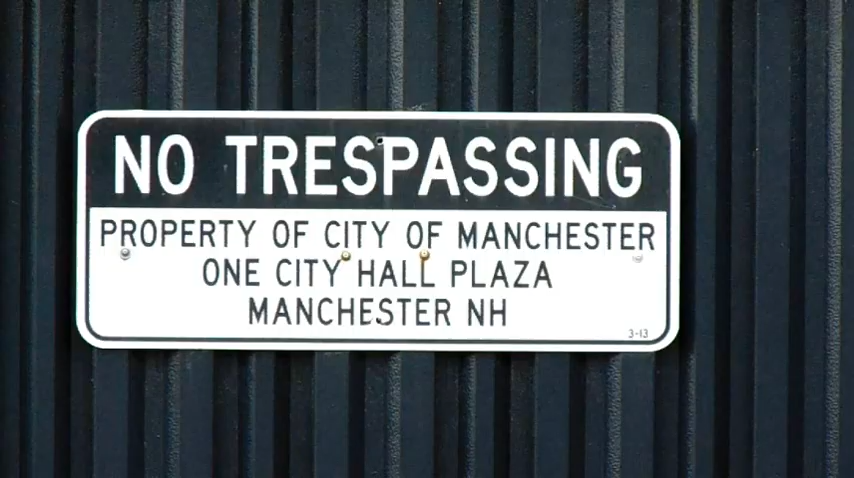 NO TRESPASSING
PROPERTY OF CITY OF MANCHESTER
ONE CITY HALL PLAZA
MANCHESTER NH
3-13